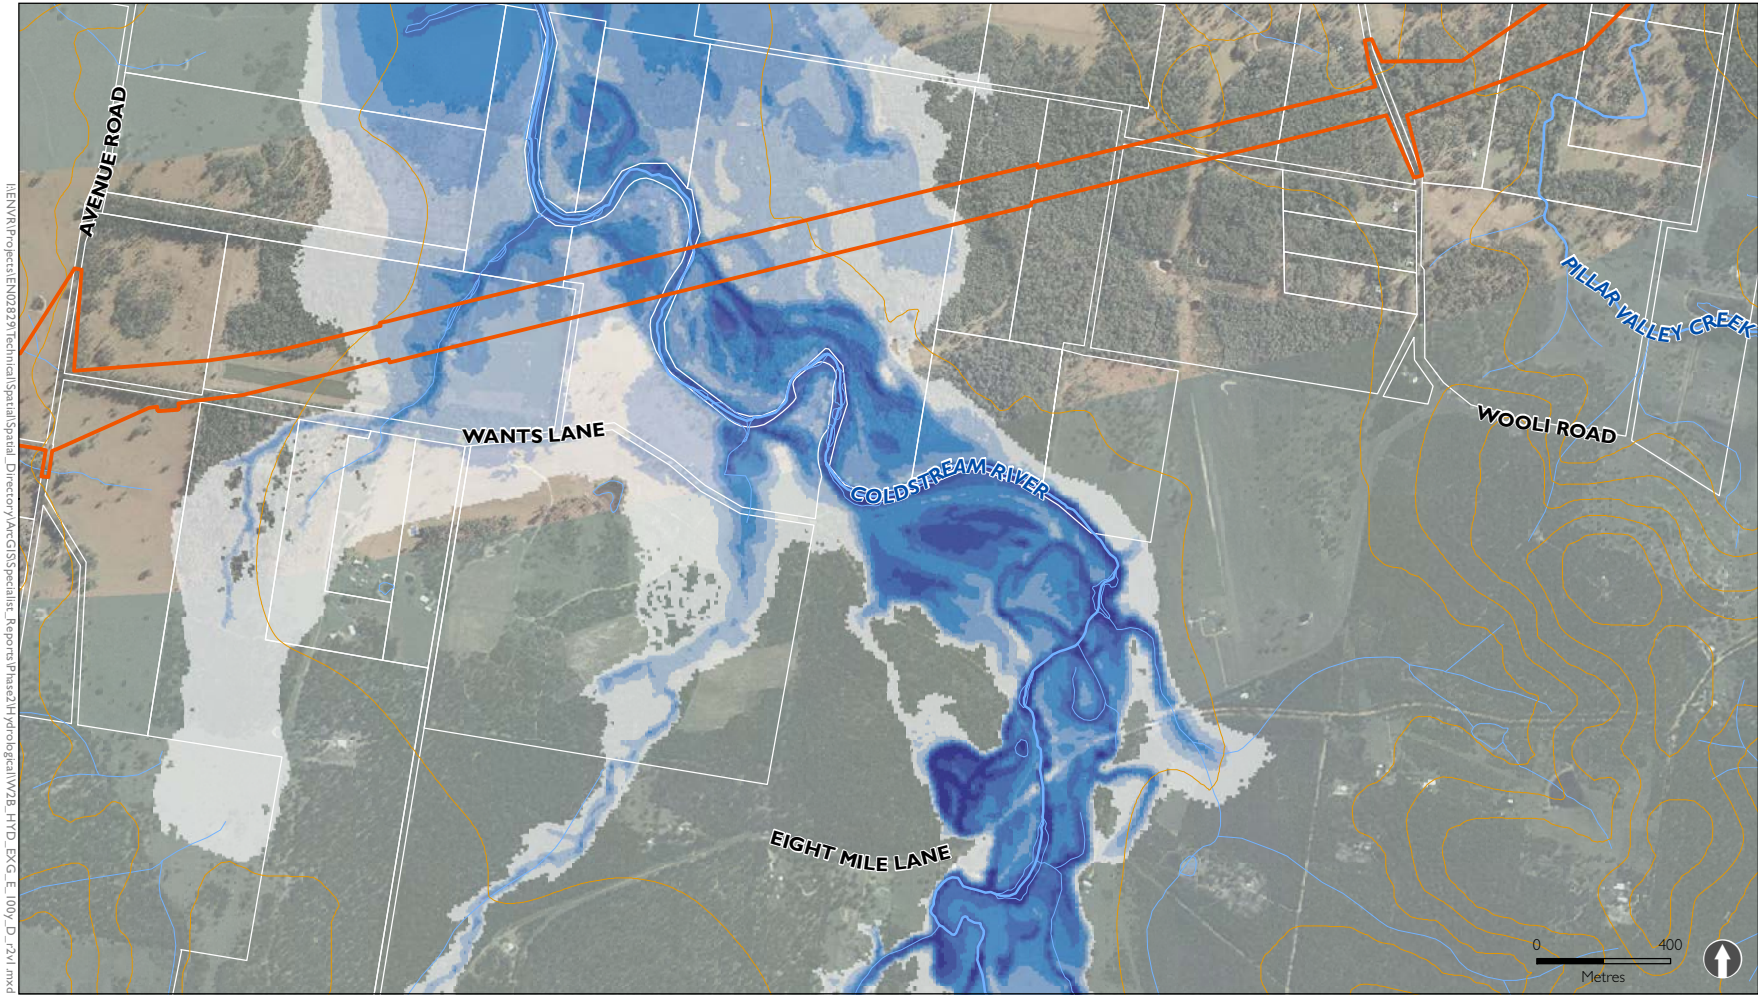 AVENUE ROAD
WANTS LANE
COLDSTREAM RIVER
PILLAR VALLEY CREEK
WOOLI ROAD
EIGHT MILE LANE
0 400
Metres
I:\ENVR\Projects\EN02829\Technical\Spatial\Spatial_Directory\ArcGIS\Specialist_Reports\Phase2\Hydrological\W2B_HYD_EXG_E_100y_D_r2v1.mxd